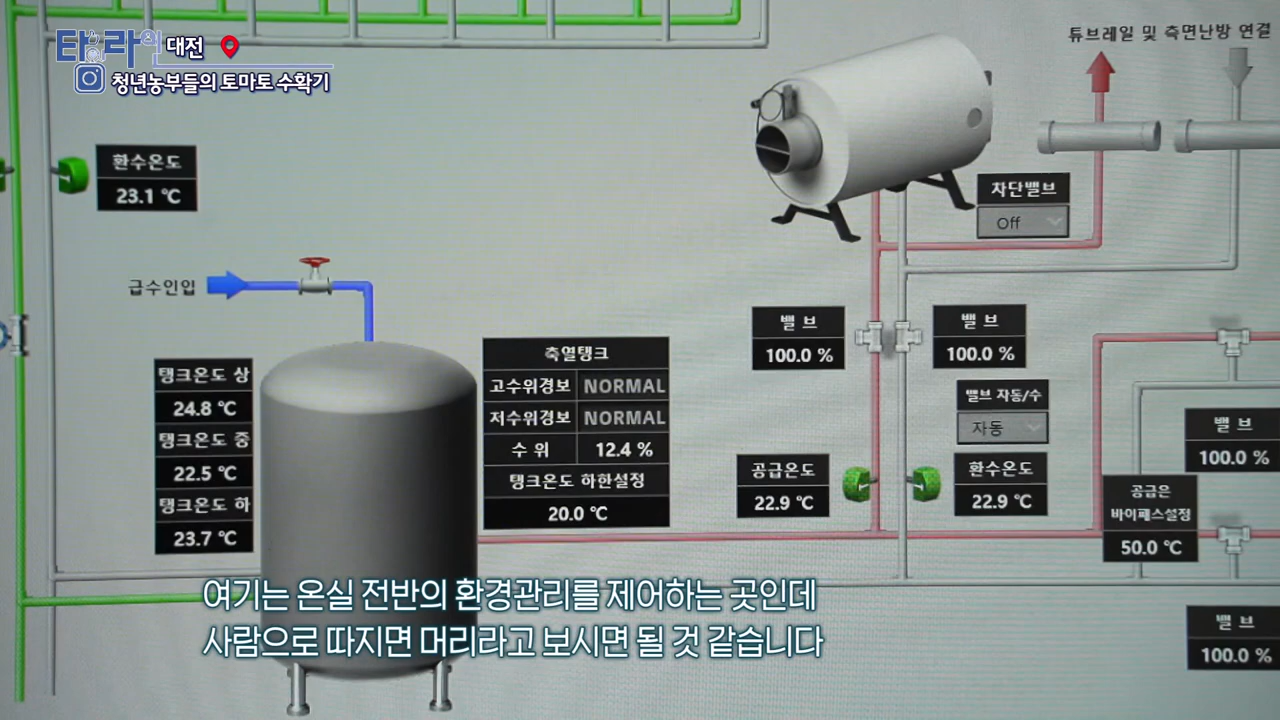 타라의 대전
청년농부들의 토마토 수확기
튜브레일 및 측면난방 연결
환수온도
23.1 ℃
차단밸브
Off
급수인입
밸 브
100.0 %
밸 브
100.0 %
탱크온도 상
24.8 ℃
탱크온도 중
22.5 ℃
탱크온도 하
23.7 ℃
축열탱크
고수위경보 NORMAL
저수위경보 NORMAL
수 위 12.4 %
탱크온도 하한설정
20.0 ℃
밸브 자동/수
자동
공급온도
22.9 ℃
환수온도
22.9 ℃
밸 브
100.0 %
공급온
바이패스설정
50.0 ℃
밸 브
100.0 %
여기는 온실 전반의 환경관리를 제어하는 곳인데
사람으로 따지면 머리라고 보시면 될 것 같습니다